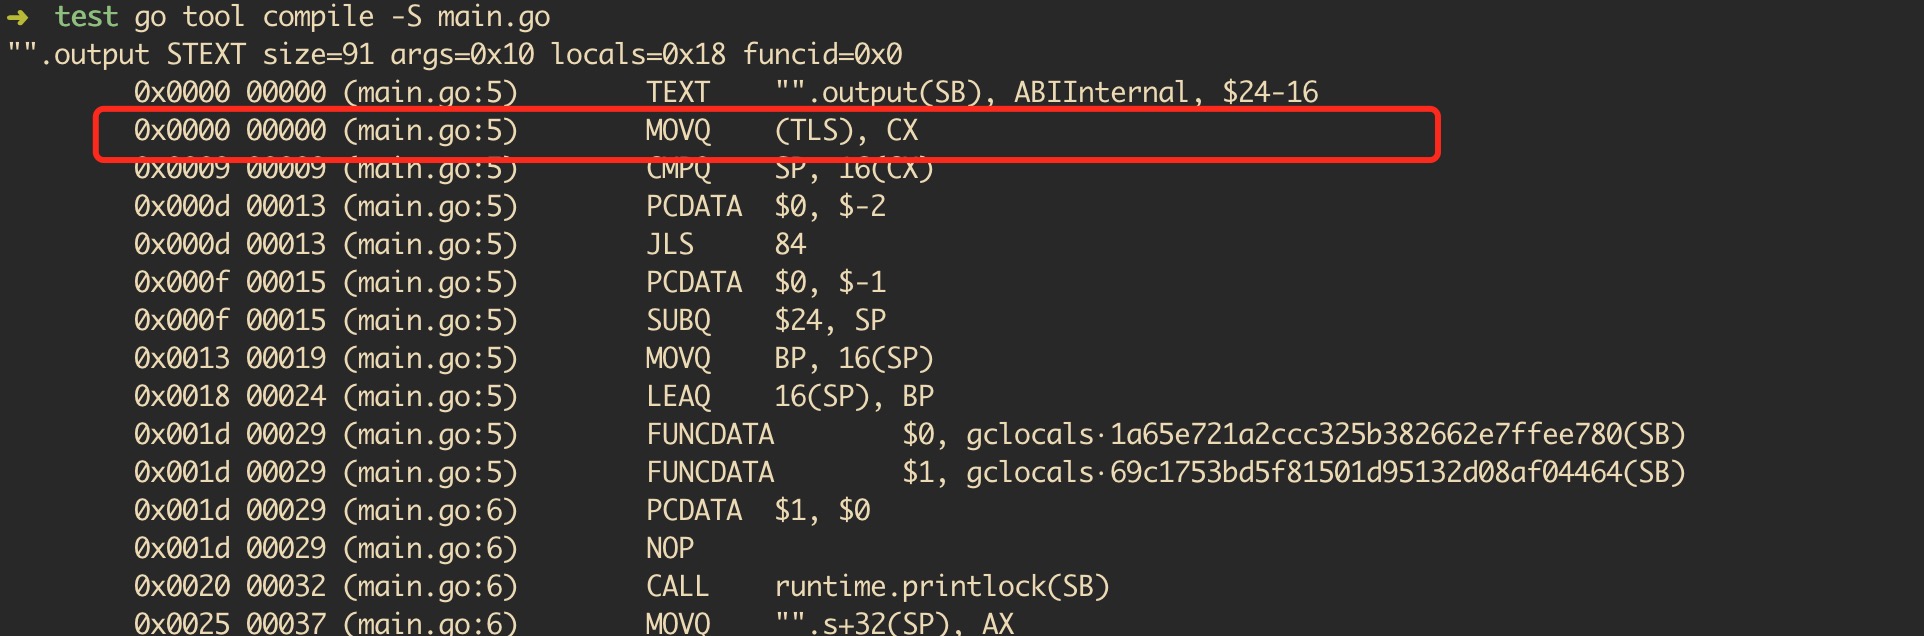 → test go tool compile -S main.go
"".output STEXT size=91 args=0x10 locals=0x18 funcid=0x0
0x0000 00000 (main.go:5) TEXT "".output(SB), ABIInternal, $24-16
0x0000 00000 (main.go:5) MOVQ (TLS), CX
0x0009 00009 (main.go:5) CMPQ SP, 16(CX)
0x000d 00013 (main.go:5) PCDATA $0, $-2
0x000d 00013 (main.go:5) JLS 84
0x000f 00015 (main.go:5) PCDATA $0, $-1
0x000f 00015 (main.go:5) SUBQ $24, SP
0x0013 00019 (main.go:5) MOVQ BP, 16(SP)
0x0018 00024 (main.go:5) LEAQ 16(SP), BP
0x001d 00029 (main.go:5) FUNCDATA $0, gclocals·1a65e721a2ccc325b382662e7ffee780(SB)
0x001d 00029 (main.go:5) FUNCDATA $1, gclocals·69c1753bd5f81501d95132d08af04464(SB)
0x001d 00029 (main.go:6) PCDATA $1, $0
0x001d 00029 (main.go:6) NOP
0x0020 00032 (main.go:6) CALL runtime.printlock(SB)
0x0025 00037 (main.go:6) MOVQ "".s+32(SP), AX